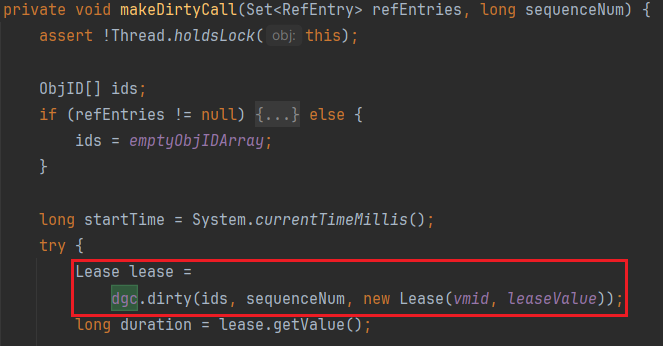 private void makeDirtyCall(Set<RefEntry> refEntries, long sequenceNum) {
assert !Thread.holdsLock( obj: this);
ObjID[] ids;
if (refEntries != null) {...} else {
ids = emptyObjIDArray;
}
long startTime = System.currentTimeMillis();
try {
Lease lease =
dgc.dirty(ids, sequenceNum, new Lease(vmid, leaseValue));
long duration = lease.getValue();